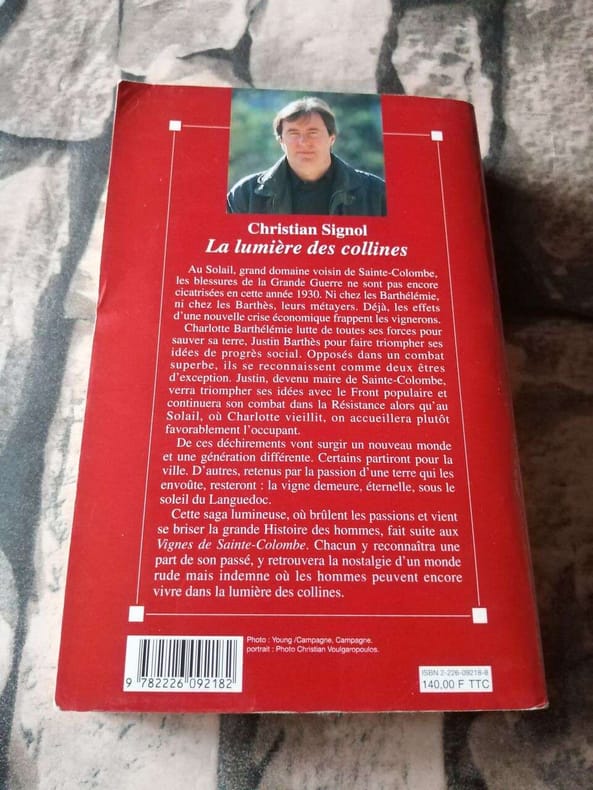 Christian Signol
La lumière des collines
Au Solail, grand domaine voisin de Sainte-Colombe,
les blessures de la Grande Guerre ne sont pas encore
cicatrisées en cette année 1930. Ni chez les Barthélémie,
ni chez les Barthès, leurs métayers. Déjà, les effets
d'une nouvelle crise économique frappent les vignerons.
Charlotte Barthélémie lutte de toutes ses forces pour
sauver sa terre, Justin Barthès pour faire triompher ses
idées de progrès social. Opposés dans un combat
superbe, ils se reconnaissent comme deux êtres
d'exception. Justin, devenu maire de Sainte-Colombe,
verra triompher ses idées avec le Front populaire et
continuera son combat dans la Résistance alors qu'au
Solail, où Charlotte vieillit, on accueillera plutôt
favorablement l'occupant.
De ces déchirements vont surgir un nouveau monde
et une génération différente. Certains partiront pour la
ville. D'autres, retenus par la passion d'une terre qui les
envoûte, resteront : la vigne demeure, éternelle, sous le
soleil du Languedoc.
Cette saga lumineuse, où brûlent les passions et vient
se briser la grande Histoire des hommes, fait suite aux
Vignes de Sainte-Colombe. Chacun y reconnaîtra une
part de son passé, y retrouvera la nostalgie d'un monde
rude mais indemne où les hommes peuvent encore
vivre dans la lumière des collines.
Photo : Young /Campagne, Campagne.
portrait : Photo Christian Voulgaropoulos.
9 782226 092182
ISBN 2-226-09218-8
140,00 F TTC